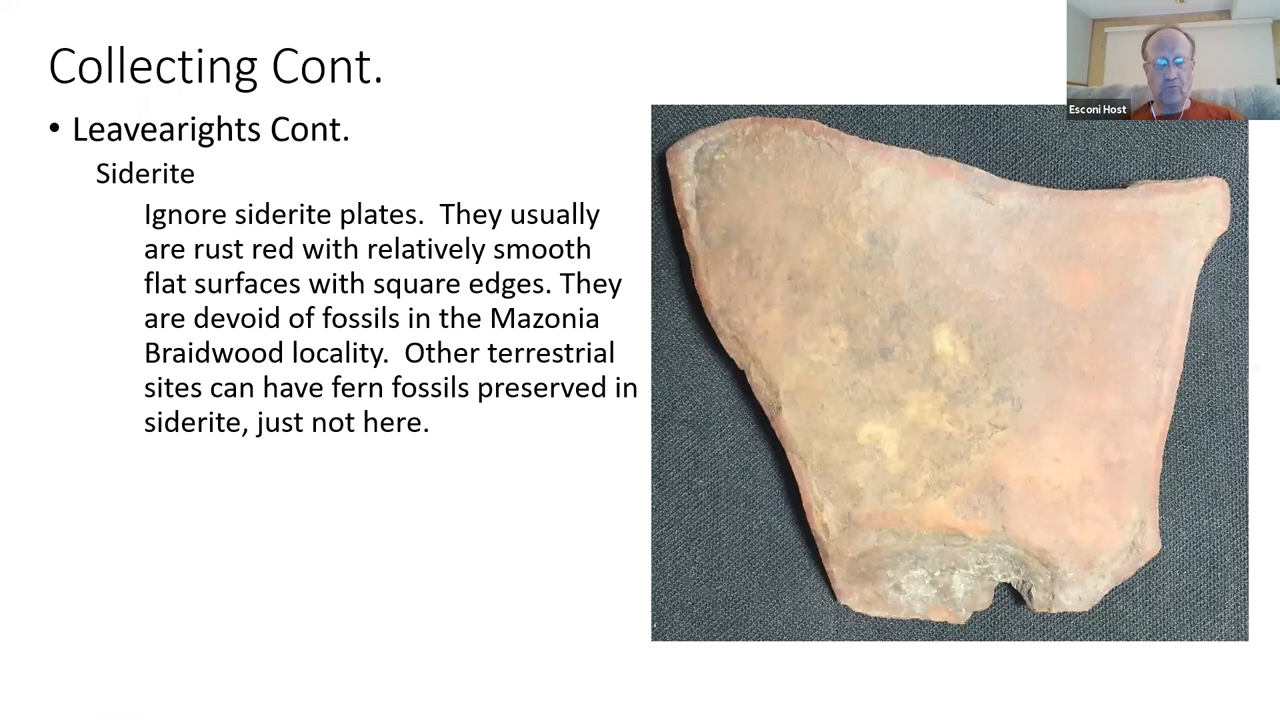 Collecting Cont.
Esconi Host
• Leavearights Cont.
Siderite
Ignore siderite plates.  They usually
are rust red with relatively smooth
flat surfaces with square edges. They
are devoid of fossils in the Mazonia
Braidwood locality.  Other terrestrial
sites can have fern fossils preserved in
siderite, just not here.